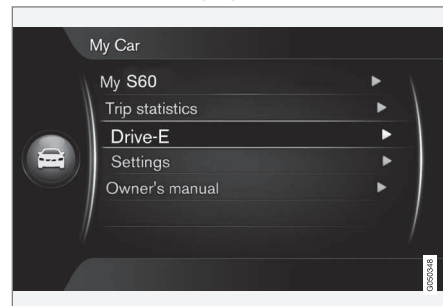 My Car
My S60
Trip statistics
Drive-E
Settings
Owner's manual
G050348